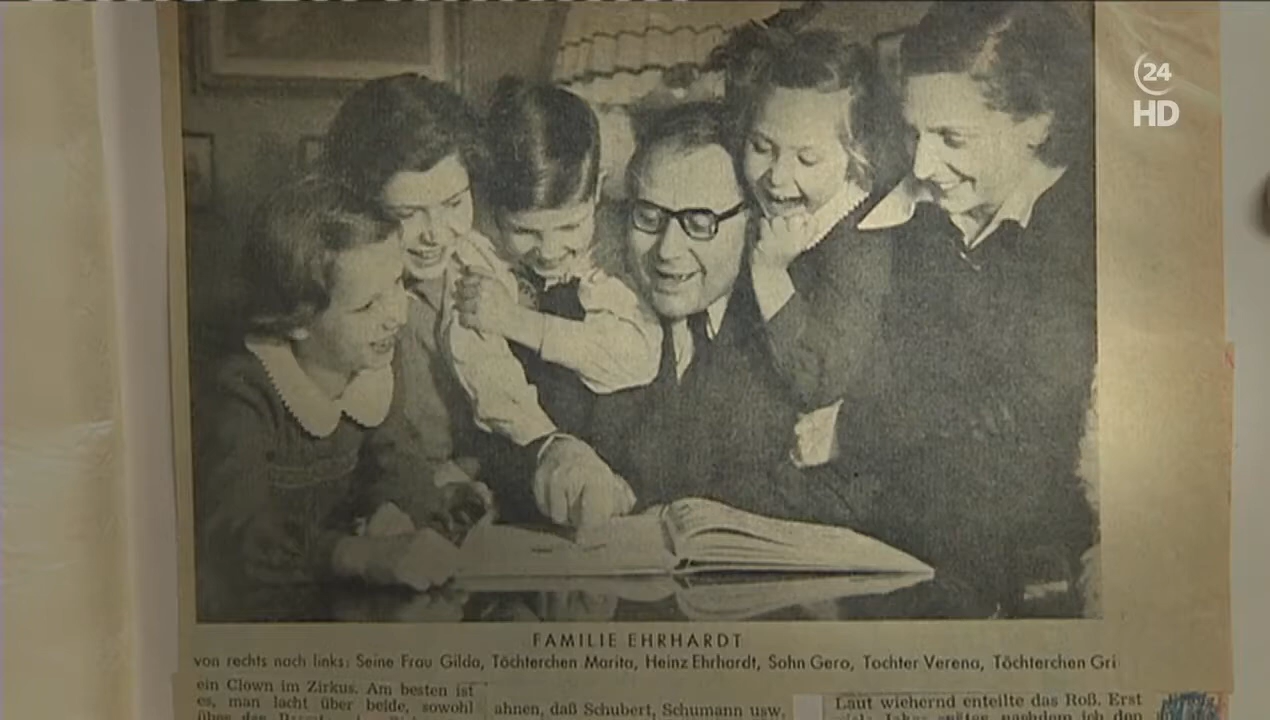 24
HD
FAMILIE EHRHARDT
von rechts nach links: Seine Frau Gilda, Töchterchen Marita, Heinz Ehrhardt, Sohn Gero, Tochter Verena, Töchterchen Gri
ein Clown im Zirkus. Am besten ist
es, man lacht über beide, sowohl
ahnen, daß Schubert, Schumann usw.
Laut wiehernd enteilte das Roß. Erst